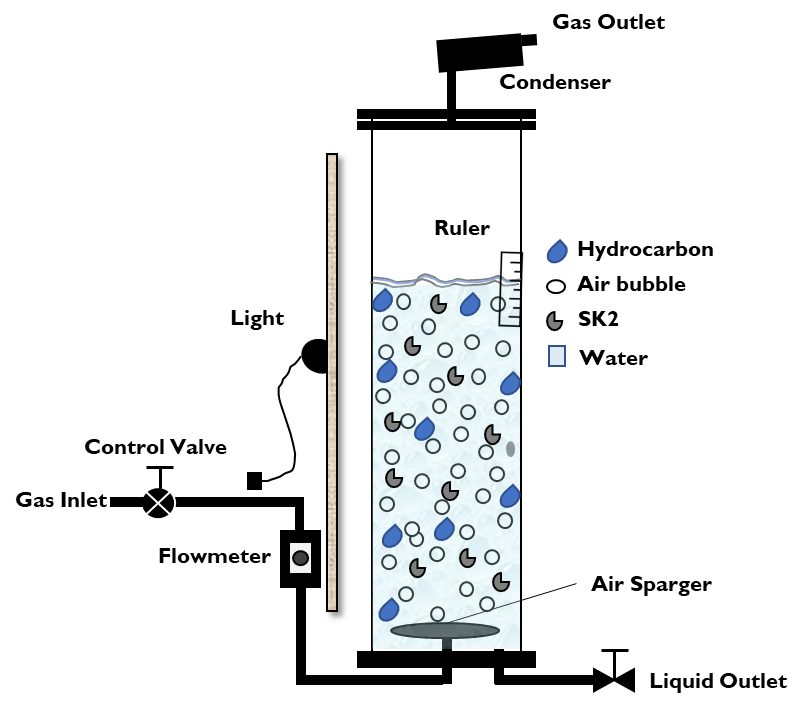 Gas Outlet
Condenser
Ruler
Hydrocarbon
Air bubble
SK2
Water
Light
Control Valve
Gas Inlet
Flowmeter
Air Sparger
Liquid Outlet